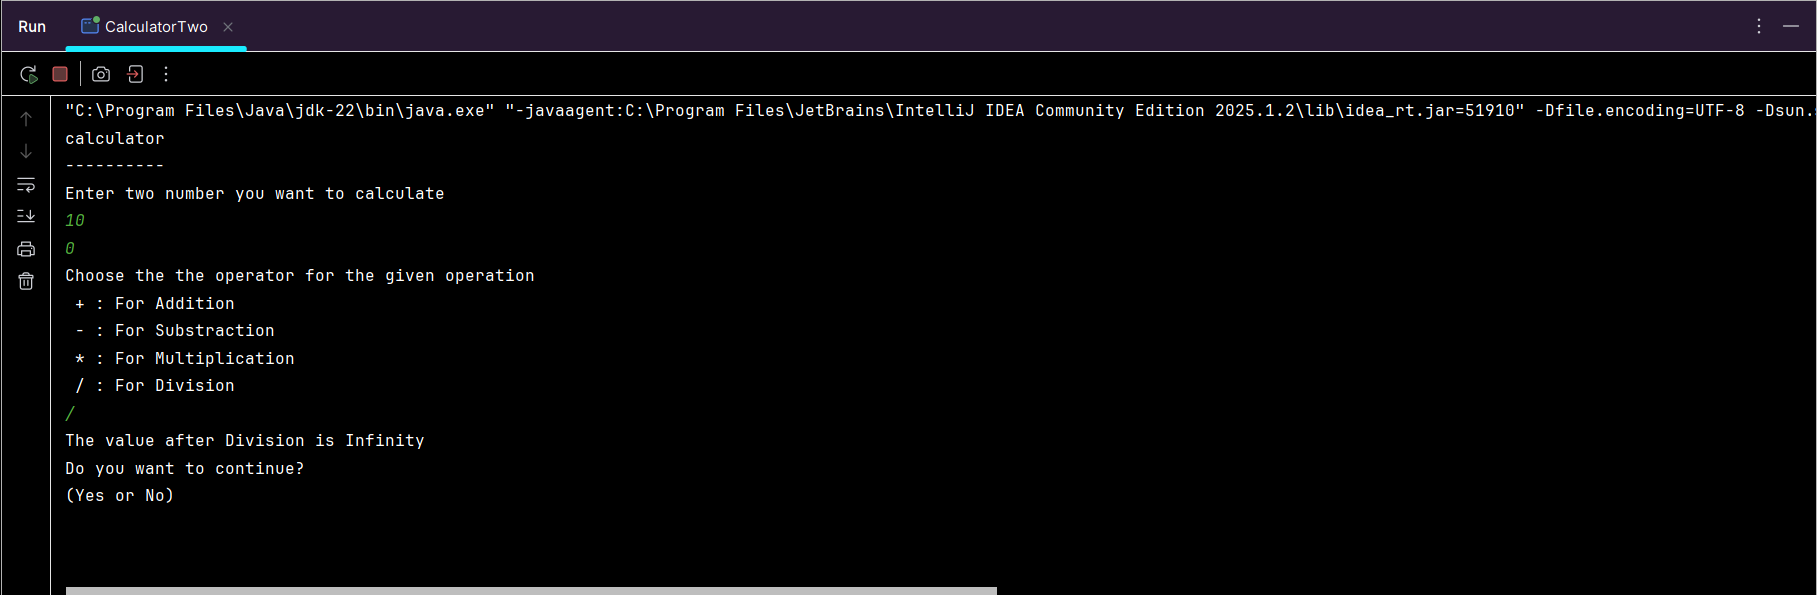 Run CalculatorTwo
"C:\Program Files\Java\jdk-22\bin\java.exe" "-javaagent:C:\Program Files\JetBrains\IntelliJ IDEA Community Edition 2025.1.2\lib\idea_rt.jar=51910" -Dfile.encoding=UTF-8 -Dsun.
calculator
----------
Enter two number you want to calculate
10
0
Choose the the operator for the given operation
 + : For Addition
 - : For Substraction
 * : For Multiplication
 / : For Division
/
The value after Division is Infinity
Do you want to continue?
(Yes or No)